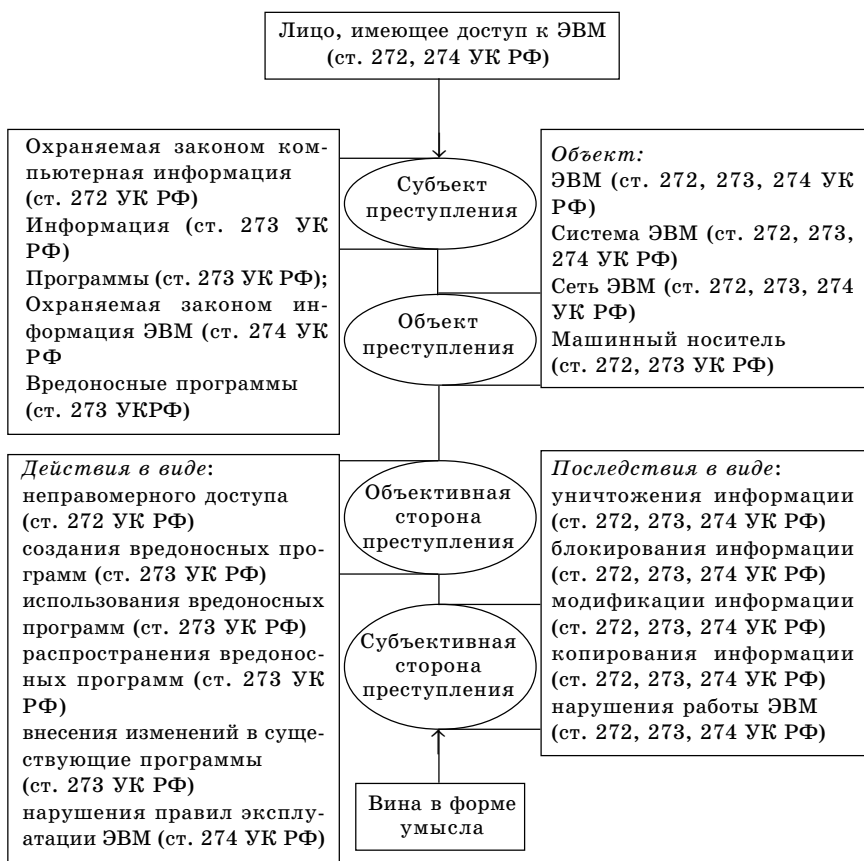 Лицо, имеющее доступ к ЭВМ
(ст. 272, 274 УК РФ)
Охраняемая законом ком-
пьютерная информация
(ст. 272 УК РФ)
Информация (ст. 273 УК
РФ)
Программы (ст. 273 УК РФ);
Охраняемая законом ин-
формация ЭВМ (ст. 274 УК
РФ
Вредоносные программы
(ст. 273 УКРФ)
Субъект
преступления
Объект
преступления
Объект:
ЭВМ (ст. 272, 273, 274 УК
РФ)
Система ЭВМ (ст. 272, 273,
274 УК РФ)
Сеть ЭВМ (ст. 272, 273, 274
УК РФ)
Машинный носитель
(ст. 272, 273 УК РФ)
Действия в виде:
неправомерного доступа
(ст. 272 УК РФ)
создания вредоносных про-
грамм (ст. 273 УК РФ)
использования вредоносных
программ (ст. 273 УК РФ)
распространения вредонос-
ных программ (ст. 273 УК
РФ)
внесения изменений в суще-
ствующие программы
(ст. 273 УК РФ)
нарушения правил эксплу-
атации ЭВМ (ст. 274 УК РФ)
Объективная
сторона
преступления
Субъективная
сторона
преступления
Последствия в виде:
уничтожения информации
(ст. 272, 273, 274 УК РФ)
блокирования информации
(ст. 272, 273, 274 УК РФ)
модификации информации
(ст. 272, 273, 274 УК РФ)
копирования информации
(ст. 272, 273, 274 УК РФ)
нарушения работы ЭВМ
(ст. 272, 273, 274 УК РФ)
Вина в форме
умысла